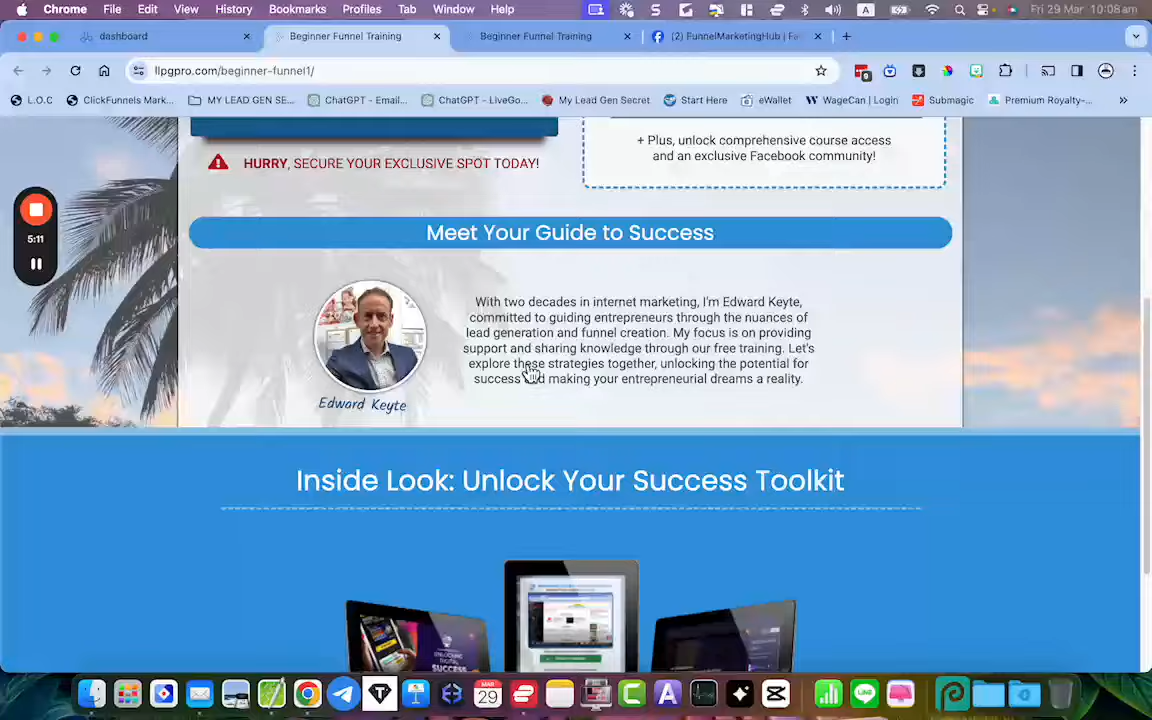 Chrome File Edit View History Bookmarks Profiles Tab Window Help A Fri 29 Mar 10:08 am
dashboard Beginner Funnel Training Beginner Funnel Training (2) FunnelMarketingHub | Fa
llpgpro.com/beginner-funnel1/
L.O.C ClickFunnels Mark... MY LEAD GEN SE... ChatGPT - Email... ChatGPT - LiveGo... My Lead Gen Secret Start Here eWallet WageCan | Login Submagic Premium Royalty-... »
+ Plus, unlock comprehensive course access
and an exclusive Facebook community!
HURRY, SECURE YOUR EXCLUSIVE SPOT TODAY!
5:11
Meet Your Guide to Success
With two decades in internet marketing, I'm Edward Keyte,
committed to guiding entrepreneurs through the nuances of
lead generation and funnel creation. My focus is on providing
support and sharing knowledge through our free training. Let's
explore these strategies together, unlocking the potential for
success and making your entrepreneurial dreams a reality.
Edward Keyte
Inside Look: Unlock Your Success Toolkit
UNLOCKING
DIGITAL
SUCCESS
MAR
29
LINE